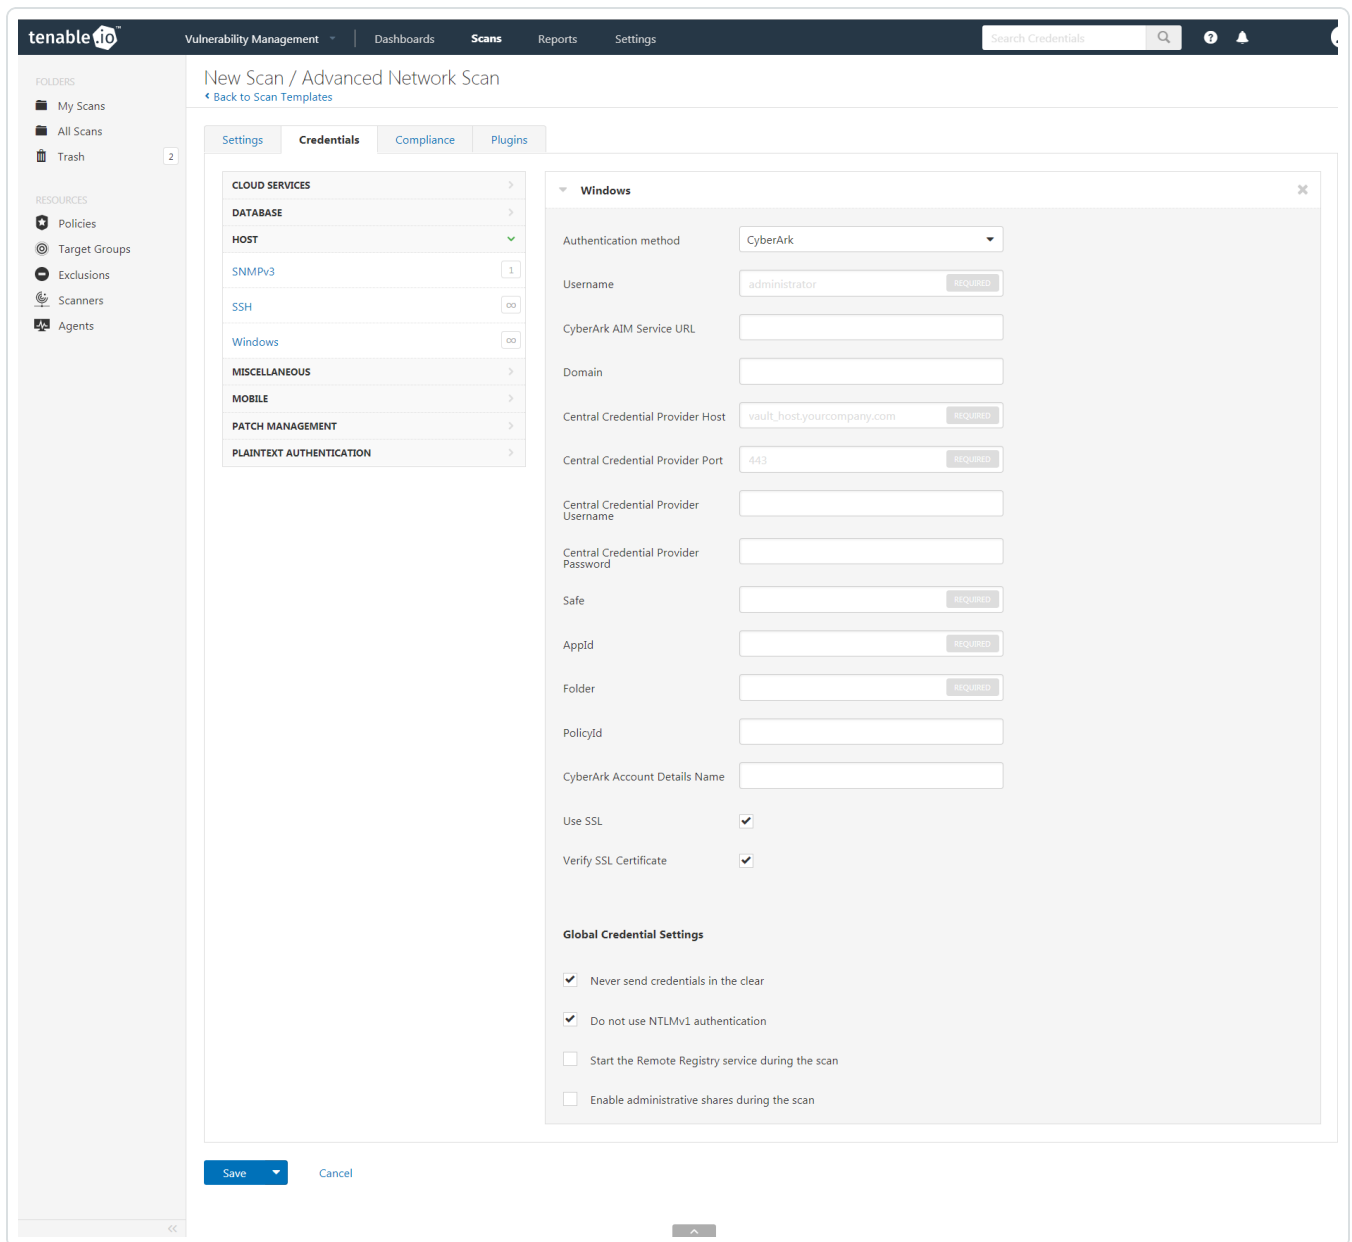 tenable.io™
Vulnerability Management
Dashboards
Scans
Reports
Settings
Search Credentials
FOLDERS
My Scans
All Scans
Trash
2
RESOURCES
Policies
Target Groups
Exclusions
Scanners
Agents
New Scan / Advanced Network Scan
Back to Scan Templates
Settings
Credentials
Compliance
Plugins
CLOUD SERVICES
DATABASE
HOST
SNMPv3
1
SSH
∞
Windows
∞
MISCELLANEOUS
MOBILE
PATCH MANAGEMENT
PLAINTEXT AUTHENTICATION
Windows
Authentication method
CyberArk
Username
administrator
REQUIRED
CyberArk AIM Service URL
Domain
Central Credential Provider Host
vault_host.yourcompany.com
REQUIRED
Central Credential Provider Port
443
REQUIRED
Central Credential Provider
Username
Central Credential Provider
Password
Safe
REQUIRED
AppId
REQUIRED
Folder
REQUIRED
PolicyId
CyberArk Account Details Name
Use SSL
Verify SSL Certificate
Global Credential Settings
Never send credentials in the clear
Do not use NTLMv1 authentication
Start the Remote Registry service during the scan
Enable administrative shares during the scan
Save
Cancel